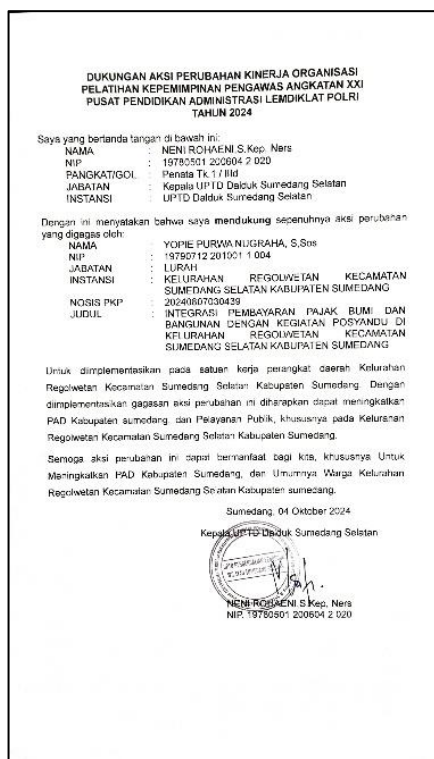 DUKUNGAN AKSI PERUBAHAN KINERJA ORGANISASI
PELATIHAN KEPEMIMPINAN PENGAWAS ANGKATAN XXI
PUSAT PENDIDIKAN ADMINISTRASI LEMDIKLAT POLRI
TAHUN 2024
Saya yang bertanda tangan di bawah ini:
NAMA : NENI ROHAENI,S.Kep, Ners
NIP : 19780501 200604 2 020
PANGKAT/GOL : Penata Tk.1 / IIId
JABATAN : Kepala UPTD Dalduk Sumedang Selatan
INSTANSI : UPTD Dalduk Sumedang Selatan
Dengan ini menyatakan bahwa saya mendukung sepenuhnya aksi perubahan
yang digagas oleh:
NAMA : YOPIE PURWA NUGRAHA, S,Sos
NIP : 19790712 201001 1 004
JABATAN : LURAH
INSTANSI : KELURAHAN REGOLWETAN KECAMATAN
SUMEDANG SELATAN KABUPATEN SUMEDANG
NOSIS PKP : 20240807030439
JUDUL : INTEGRASI PEMBAYARAN PAJAK BUMI DAN
BANGUNAN DENGAN KEGIATAN POSYANDU DI
KELURAHAN REGOLWETAN KECAMATAN
SUMEDANG SELATAN KABUPATEN SUMEDANG
Untuk diimplementasikan pada satuan kerja perangkat daerah Kelurahan
Regolwetan Kecamatan Sumedang Selatan Kabupaten Sumedang. Dengan
diimplementasikan gagasan aksi perubahan ini diharapkan dapat meningkatkan
PAD Kabupaten sumedang, dan Pelayanan Publik, khususnya pada Kelurahan
Regolwetan Kecamatan Sumedang Selatan Kabupaten Sumedang.
Semoga aksi perubahan ini dapat bermanfaat bagi kita, khususnya Untuk
Meningkatkan PAD Kabupaten Sumedang, dan Umumnya Warga Kelurahan
Regolwetan Kecamatan Sumedang Selatan Kabupaten sumedang.
Sumedang, 04 Oktober 2024
Kepala UPTD Dalduk Sumedang Selatan
NENI ROHAENI,S.Kep, Ners
NIP. 19780501 200604 2 020